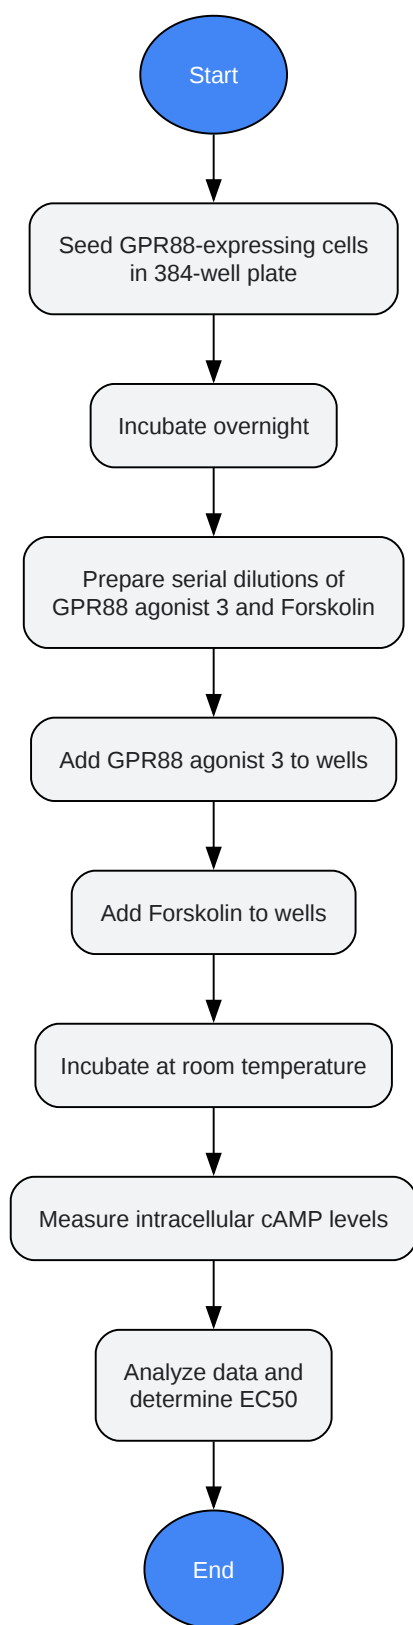 Start
Seed GPR88-expressing cells
in 384-well plate
Incubate overnight
Prepare serial dilutions of
GPR88 agonist 3 and Forskolin
Add GPR88 agonist 3 to wells
Add Forskolin to wells
Incubate at room temperature
Measure intracellular cAMP levels
Analyze data and
determine EC50
End